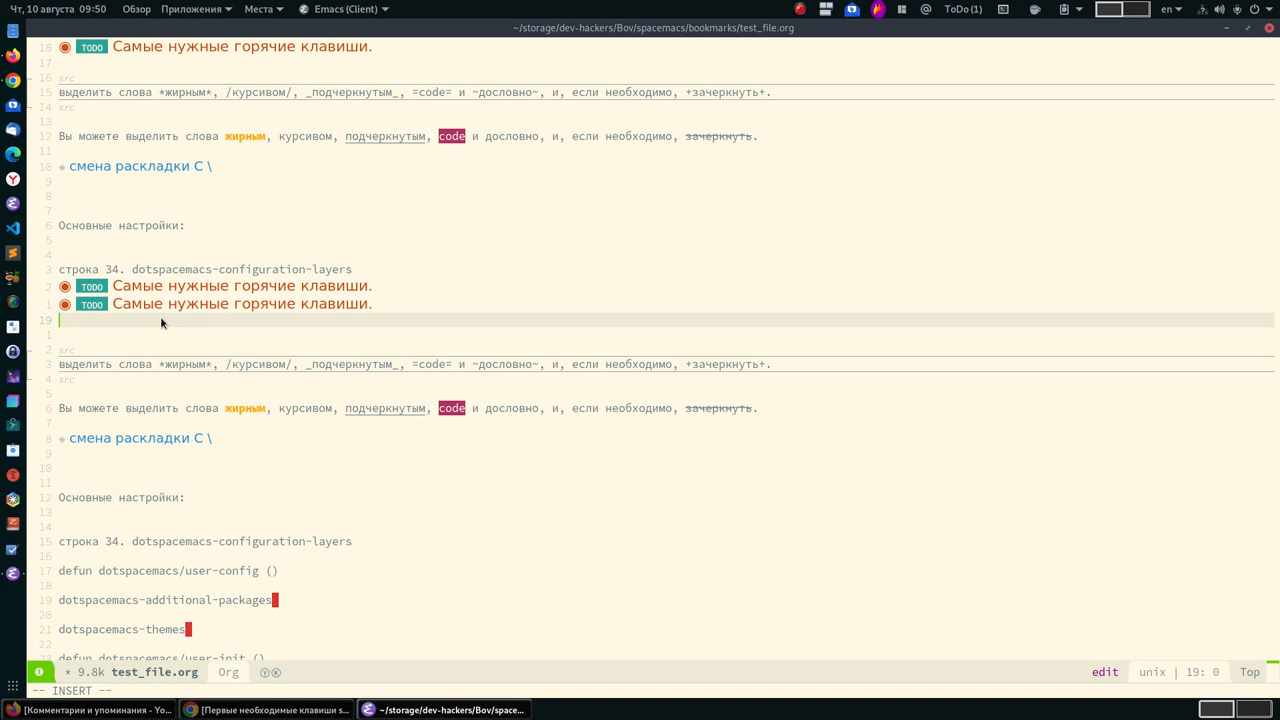 Чт, 10 августа 09:50 Обзор Приложения Места Emacs (Client) ToDo (1) en
~/storage/dev-hackers/Bov/spacemacs/bookmarks/test_file.org
18 TODO Самые нужные горячие клавиши.
17
16 src
15 выделить слова *жирным*, /курсивом/, _подчеркнутым_, =code= и ~дословно~, и, если необходимо, +зачеркнуть+.
14 src
13
12 Вы можете выделить слова жирным, курсивом, подчеркнутым, code и дословно, и, если необходимо, зачеркнуть.
11
10 смена раскладки C \
9
8
7
6 Основные настройки:
5
4
3 строка 34. dotspacemacs-configuration-layers
2 TODO Самые нужные горячие клавиши.
1 TODO Самые нужные горячие клавиши.
19
1
2 src
3 выделить слова *жирным*, /курсивом/, _подчеркнутым_, =code= и ~дословно~, и, если необходимо, +зачеркнуть+.
4 src
5
6 Вы можете выделить слова жирным, курсивом, подчеркнутым, code и дословно, и, если необходимо, зачеркнуть.
7
8 смена раскладки C \
9
10
11
12 Основные настройки:
13
14
15 строка 34. dotspacemacs-configuration-layers
16
17 defun dotspacemacs/user-config ()
18
19 dotspacemacs-additional-packages
20
21 dotspacemacs-themes
22
23 defun dotspacemacs/user-init ()
* 9.8k test_file.org Org ⓎⓀ edit unix | 19: 0 Top
-- INSERT --
[Комментарии и упоминания - Yo... [Первые необходимые клавиши s... ~/storage/dev-hackers/Bov/space...